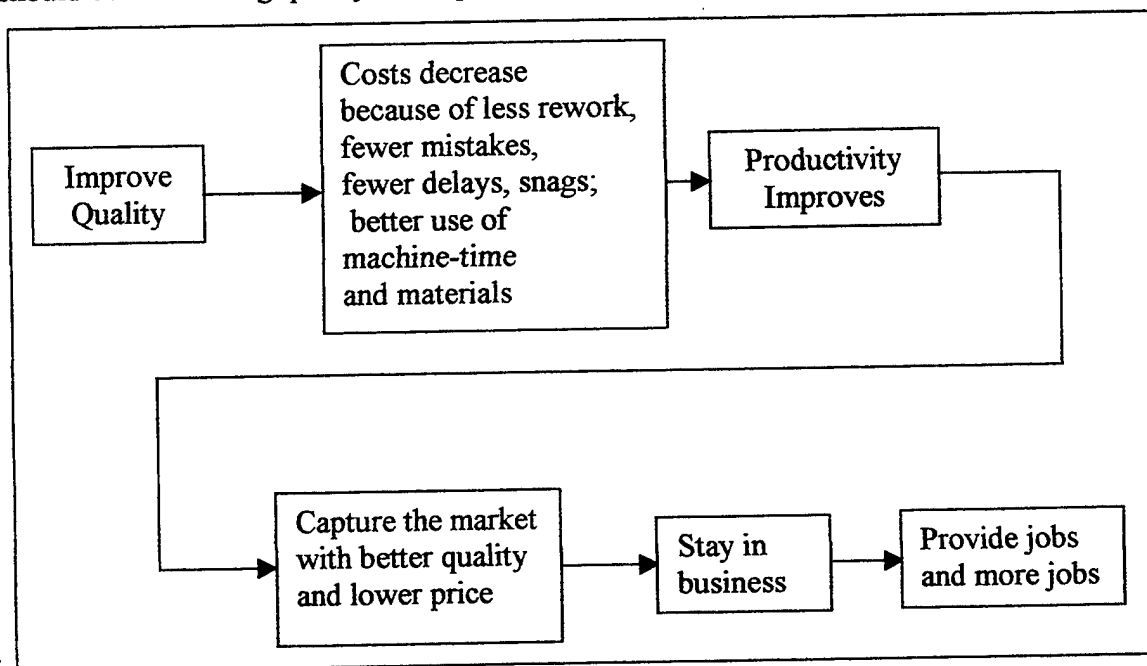 Improve
Quality
Costs decrease
because of less rework,
fewer mistakes,
fewer delays, snags;
better use of
machine-time
and materials
Productivity
Improves
Capture the market
with better quality
and lower price
Stay in
business
Provide jobs
and more jobs